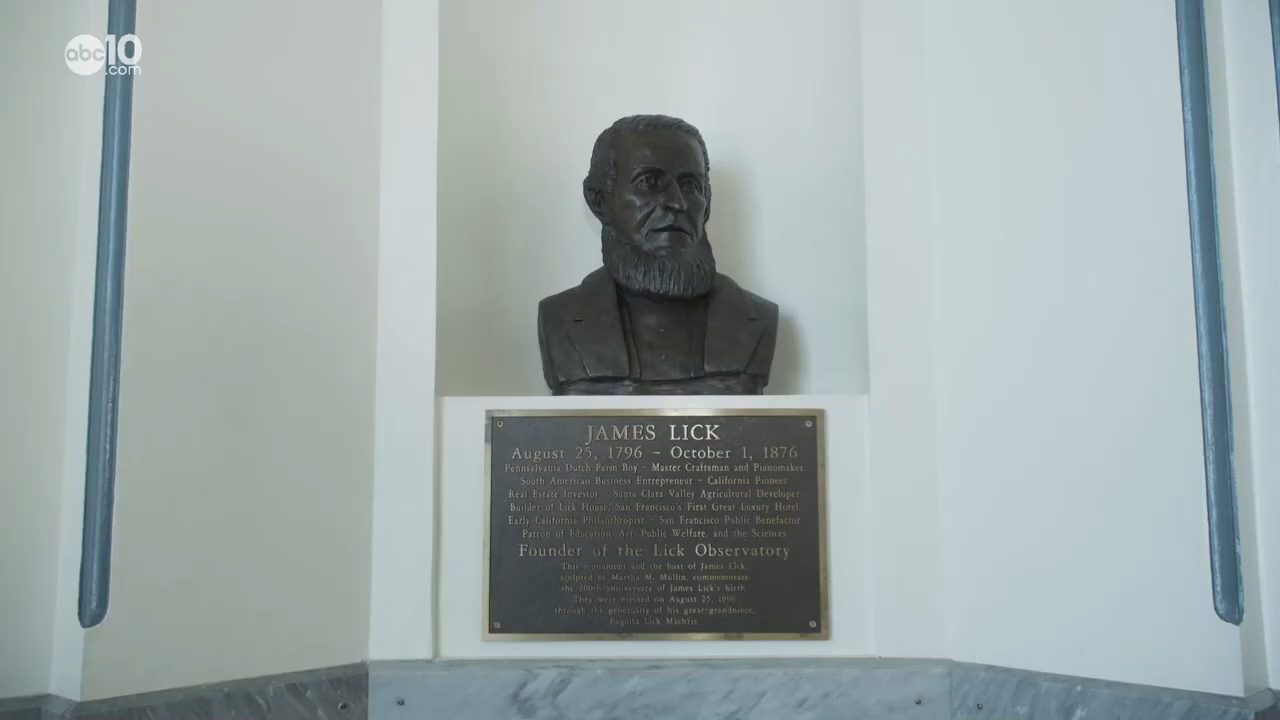 abc10
.com
JAMES LICK
August 25, 1796 - October 1, 1876
Pennsylvania Dutch Farm Boy - Master Craftsman and Pianomaker
South American Business Entrepreneur - California Pioneer
Real Estate Investor - Santa Clara Valley Agricultural Developer
Builder of Lick House, San Francisco's First Great Luxury Hotel
Early California Philanthropist - San Francisco Public Benefactor
Patron of Education, Art, Public Welfare, and the Sciences
Founder of the Lick Observatory
This monument and the bust of James Lick,
sculpted by Martha M. Mullin, commemorate
the 200th anniversary of James Lick's birth
They were erected on August 25, 1996
through the generosity of his great-grandniece,
Paquita Lick Machris